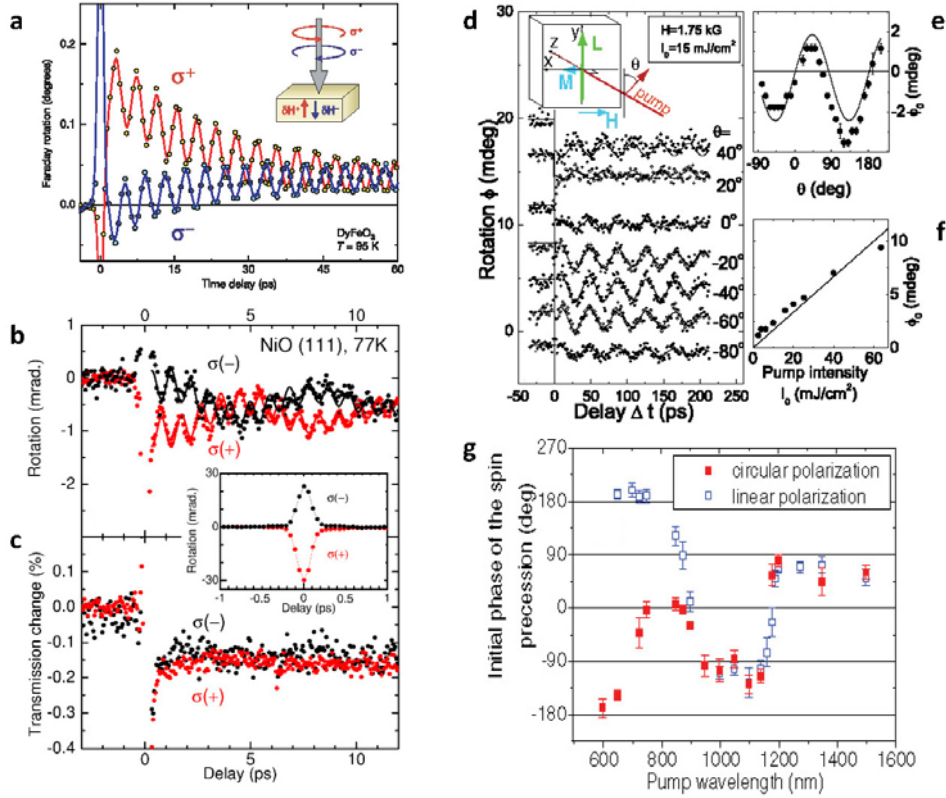 a
Faraday rotation (degrees)
0.2
0.1
0.0
σ⁺
σ⁻
σ⁺
σ⁻
δH⁺
δH⁻
DyFeO₃
T = 95 K
0 15 30 45 60
Time delay (ps)
b
0 5 10
NiO (111), 77K
Rotation (mrad.)
1
0
-1
-2
σ(−)
σ(+)
Rotation (mrad.)
30
0
-30
σ(−)
σ(+)
-1 -0.5 0 0.5 1
Delay (ps)
c
Transmission change (%)
0.1
0.0
-0.1
-0.2
-0.3
-0.4
σ(−)
σ(+)
0 5 10
Delay (ps)
d
Rotation ϕ (mdeg)
30
20
10
0
y
L
z
x
M
θ
pump
H
H=1.75 kG
I₀=15 mJ/cm²
θ=
40°
20°
0°
-20°
-40°
-60°
-80°
-50 0 50 100 150 200 250
Delay Δ t (ps)
e
2
0
-2
ϕ₀ (mdeg)
-90 0 90 180
θ (deg)
f
10
5
0
ϕ₀ (mdeg)
0 20 40 60
Pump intensity
I₀ (mJ/cm²)
g
Initial phase of the spin
precession (deg)
270
180
90
0
-90
-180
circular polarization
linear polarization
600 800 1000 1200 1400 1600
Pump wavelength (nm)